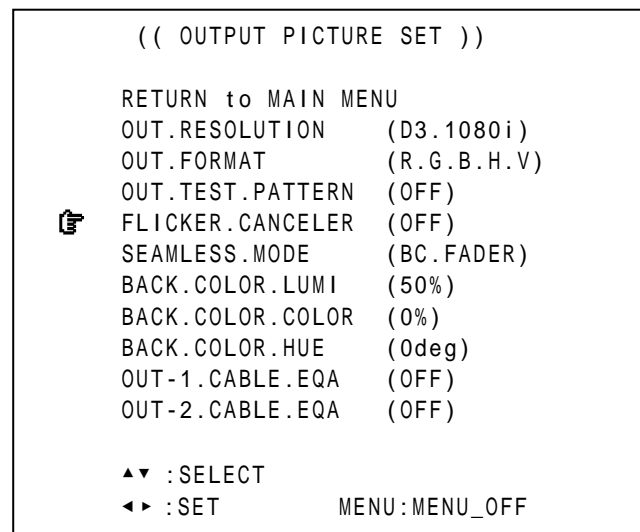 (( OUTPUT PICTURE SET ))
RETURN to MAIN MENU
OUT.RESOLUTION (D3.1080i)
OUT.FORMAT (R.G.B.H.V)
OUT.TEST.PATTERN (OFF)
FLICKER.CANCELER (OFF)
SEAMLESS.MODE (BC.FADER)
BACK.COLOR.LUMI (50%)
BACK.COLOR.COLOR (0%)
BACK.COLOR.HUE (0deg)
OUT-1.CABLE.EQA (OFF)
OUT-2.CABLE.EQA (OFF)
▲▼ :SELECT
◄► :SET MENU:MENU_OFF